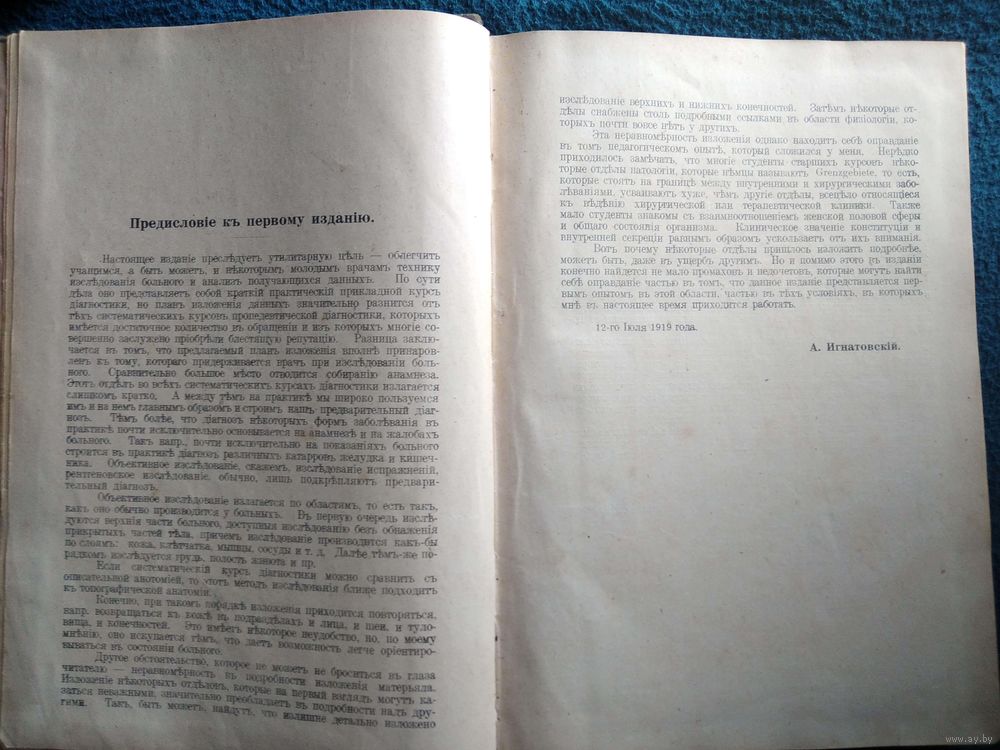 Предисловіе къ первому изданію.
Настоящее изданіе преслѣдуетъ утилитарную цѣль — облегчить
учащимся, а быть можетъ, и нѣкоторымъ молодымъ врачамъ технику
изслѣдованія больного и анализъ получающихся данныхъ. По сути
дѣла оно представляетъ собой краткій практическій прикладной курсъ
діагностики, но планъ изложенія данныхъ значительно разнится отъ
тѣхъ систематическихъ курсовъ пропедевтической діагностики, которыхъ
имѣется достаточное количество въ обращеніи и изъ которыхъ многіе со-
вершенно заслужено пріобрѣли блестящую репутацію. Разница заклю-
чается въ томъ, что предлагаемый планъ изложенія вполнѣ принаров-
ленъ къ тому, котораго придерживается врачъ при изслѣдованіи боль-
ного. Сравнительно большое мѣсто отводится собиранію анамнеза.
Этотъ отдѣлъ во всѣхъ систематическихъ курсахъ діагностики излагается
слишкомъ кратко. А между тѣмъ на практикѣ мы широко пользуемся
имъ и на немъ главнымъ образомъ и строимъ нашъ предварительный діаг-
нозъ. Тѣмъ болѣе, что діагнозъ нѣкоторыхъ формъ заболѣванія въ
практикѣ почти исключительно основывается на анамнезѣ и на жалобахъ
больного. Такъ напр., почти исключительно на показаніяхъ больного
строится въ практикѣ діагнозъ различныхъ катарровъ желудка и кишеч-
ника. Объективное изслѣдованіе, скажемъ, изслѣдованіе испражненій,
рентгеновское изслѣдованіе, обычно, лишь подкрѣпляютъ предвари-
тельный діагнозъ.
Объективное изслѣдованіе излагается по областямъ, то есть такъ,
какъ оно обычно производится у больныхъ. Въ первую очередь изслѣ-
дуются верхнія части больного, доступныя изслѣдованію безъ обнаженія
прикрытыхъ частей тѣла, причемъ изслѣдованіе производится какъ-бы
по слоямъ: кожа, клѣтчатка, мышцы, сосуды и т. д. Далѣе тѣмъ-же по-
рядкомъ изслѣдуется грудь, полость живота и пр.
Если систематическій курсъ діагностики можно сравнить съ
описательной анатоміей, то этотъ методъ изслѣдованія ближе подходитъ
къ топографической анатоміи.
Конечно, при такомъ порядкѣ изложенія приходится повторяться,
напр. возвращаться къ кожѣ въ подраздѣлахъ и лица, и шеи, и туло-
вища, и конечностей. Это имѣетъ нѣкоторое неудобство, но, по моему
мнѣнію, оно искупается тѣмъ, что даетъ возможность легче оріентиро-
ваться въ состояніи больного.
Другое обстоятельство, которое не можетъ не броситься въ глаза
читателю — неравномѣрность въ подробности изложенія матерьяла.
Изложеніе нѣкоторыхъ отдѣловъ, которые на первый взглядъ могутъ ка-
заться неважными, значительно преобладаетъ въ подробности надъ дру-
гими. Такъ, быть можетъ, найдутъ, что излишне детально изложено
изслѣдованіе верхнихъ и нижнихъ конечностей. Затѣмъ нѣкоторые от-
дѣлы снабжены столь подробными ссылками въ области физіологіи, ко-
торыхъ почти вовсе нѣтъ у другихъ.
Эта неравномѣрность изложенія однако находитъ себѣ оправданіе
въ томъ педагогическомъ опытѣ, который сложился у меня. Нерѣдко
приходилось замѣчать, что многіе студенты старшихъ курсовъ нѣко-
торые отдѣлы патологіи, которые нѣмцы называютъ Grenzgebiete, то есть,
которые стоятъ на границѣ между внутренними и хирургическими забо-
лѣваніями, усваиваютъ хуже, чѣмъ другіе отдѣлы, всецѣло относящіеся
къ вѣдѣнію хирургической или терапевтической клиники. Также
мало студенты знакомы съ взаимоотношеніемъ женской половой сферы
и общаго состоянія организма. Клиническое значеніе конституціи и
внутренней секреціи равнымъ образомъ ускользаетъ отъ ихъ вниманія.
Вотъ почему нѣкоторые отдѣлы пришлось изложить подробнѣе,
можетъ быть, даже въ ущербъ другимъ. Но и помимо этого въ изданіи
конечно найдется не мало промаховъ и недочетовъ, которые могутъ найти
себѣ оправданіе частью въ томъ, что данное изданіе представляется пер-
вымъ опытомъ въ этой области, частью въ тѣхъ условіяхъ, въ которыхъ
мнѣ въ настоящее время приходится работать.
12-го Іюля 1919 года.
А. Игнатовскій.
www.ay.by